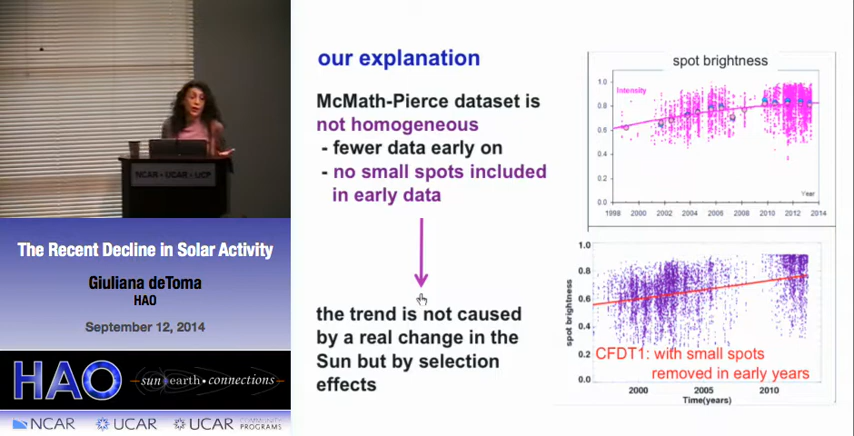 our explanation
McMath-Pierce dataset is
not homogeneous
- fewer data early on
- no small spots included
in early data
the trend is not caused
by a real change in the
Sun but by selection
effects
spot brightness
Intensity
1.0
0.8
0.6
0.4
0.2
0.0
Year
1998 2000 2002 2004 2006 2008 2010 2012 2014
spot brightness
1.0
0.8
0.6
0.4
0.2
0.0
CFDT1: with small spots
removed in early years
2000 2005 2010
Time(years)
NCAR • UCAR • UCP
The Recent Decline in Solar Activity
Giuliana deToma
HAO
September 12, 2014
HAO
sun • earth • connections
NCAR UCAR UCAR COMMUNITY
PROGRAMS